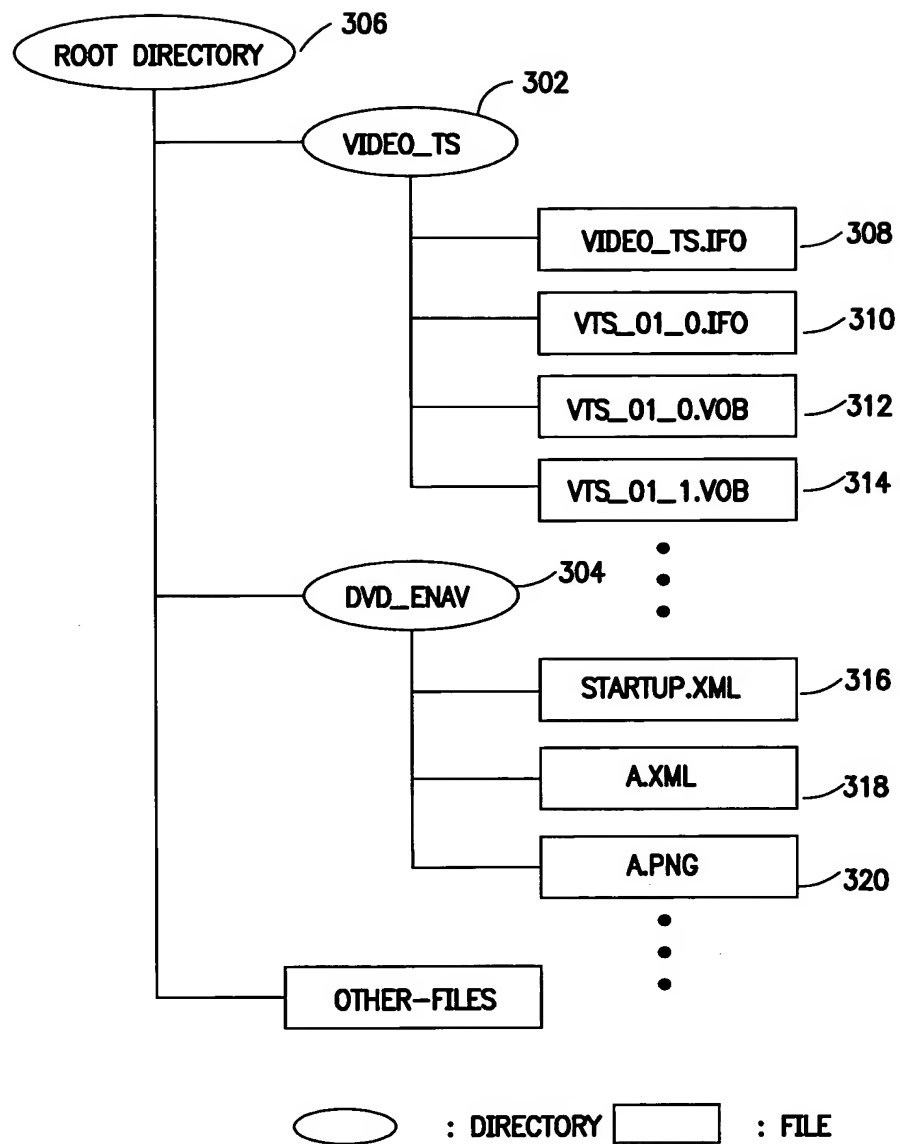 ROOT DIRECTORY 306
VIDEO_TS 302
VIDEO_TS.IFO 308
VTS_01_0.IFO 310
VTS_01_0.VOB 312
VTS_01_1.VOB 314
DVD_ENAV 304
STARTUP.XML 316
A.XML 318
A.PNG 320
OTHER-FILES
: DIRECTORY : FILE